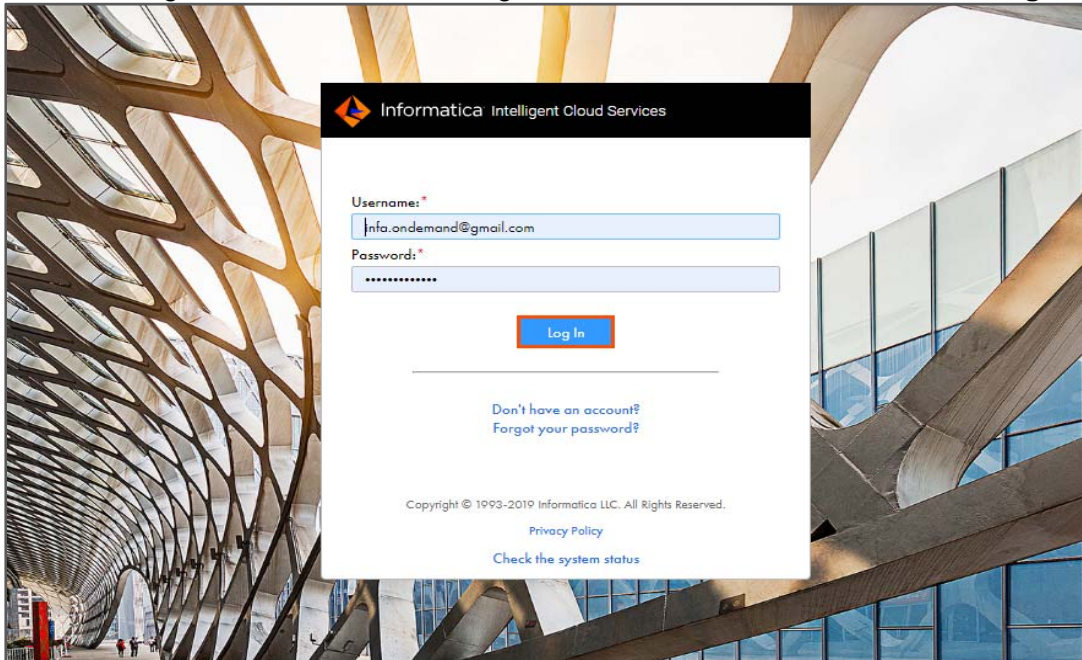 Informatica Intelligent Cloud Services
Username:*
infa.ondemand@gmail.com
Password:*
•••••••••••••
Log In
Don't have an account?
Forgot your password?
Copyright © 1993-2019 Informatica LLC. All Rights Reserved.
Privacy Policy
Check the system status